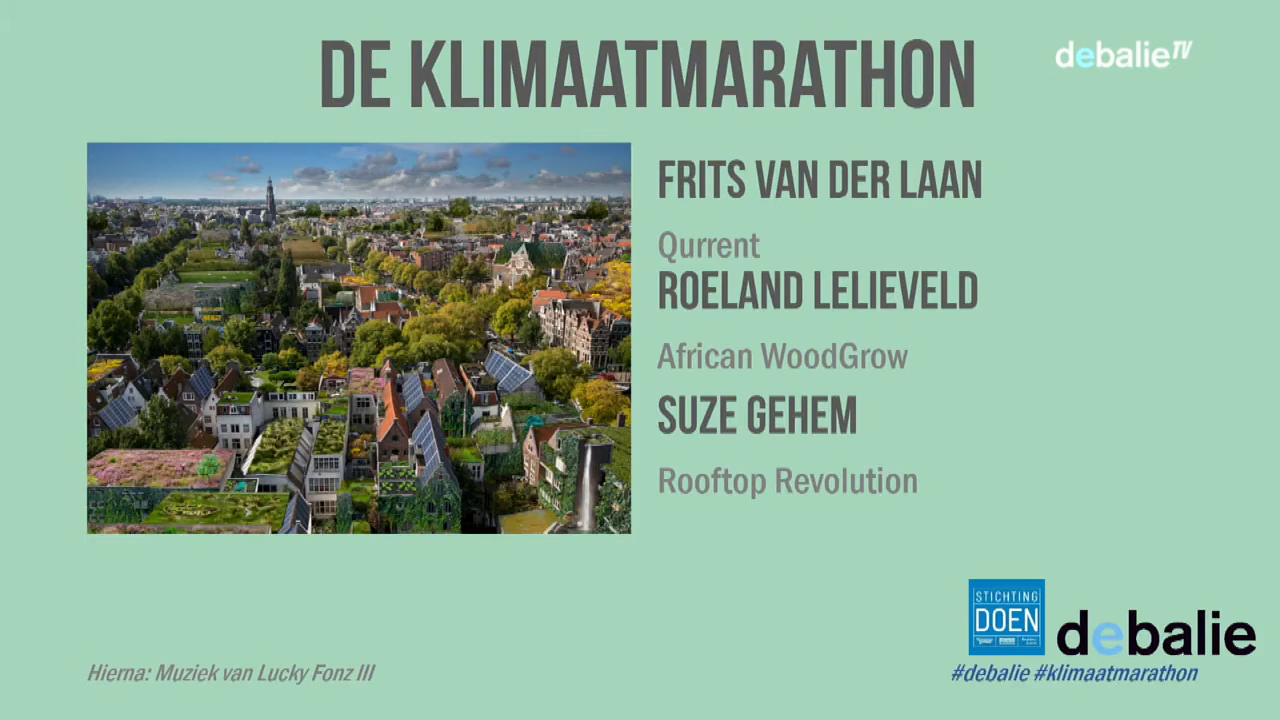 DE KLIMAATMARATHON
debalieTV
FRITS VAN DER LAAN
Qurrent
ROELAND LELIEVELD
African WoodGrow
SUZE GEHEM
Rooftop Revolution
STICHTING
DOEN
debalie
Hierna: Muziek van Lucky Fonz III
#debalie #klimaatmarathon